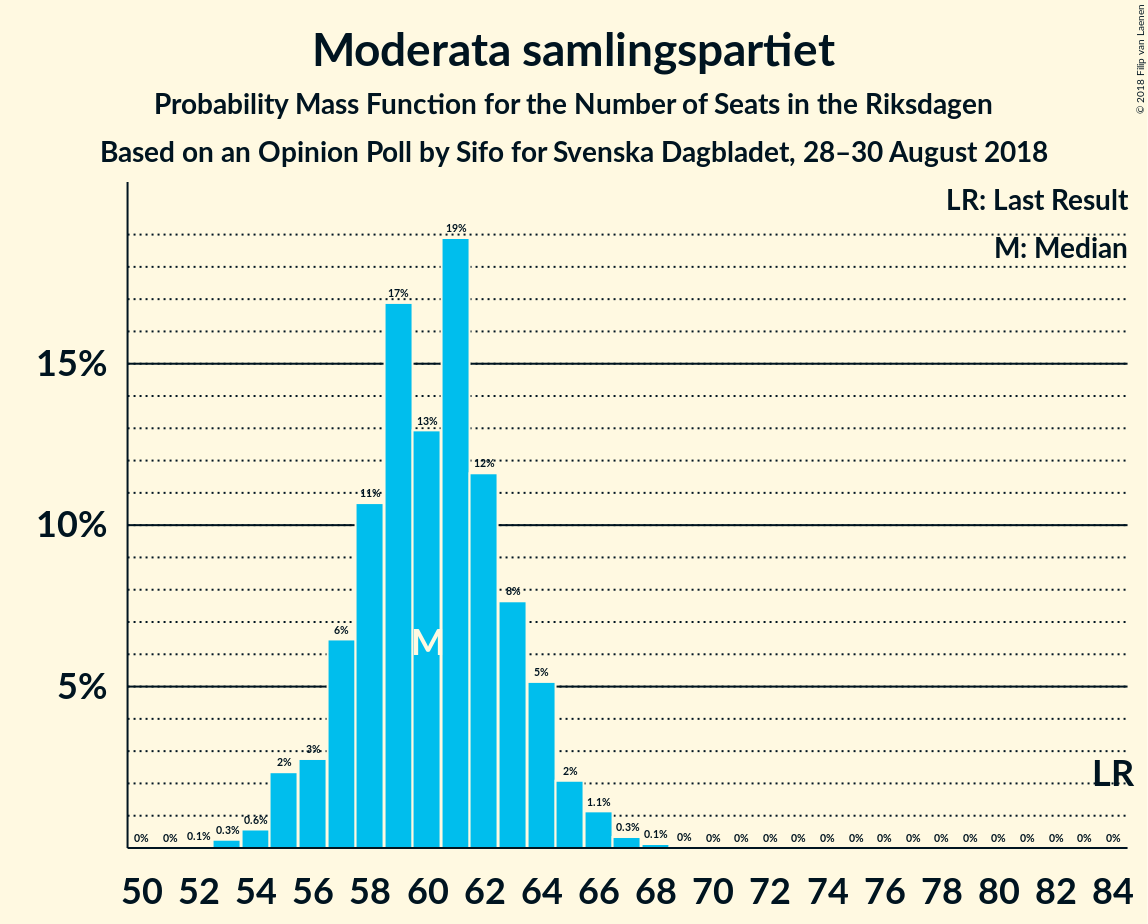 Moderata samlingspartiet
Probability Mass Function for the Number of Seats in the Riksdagen
Based on an Opinion Poll by Sifo for Svenska Dagbladet, 28–30 August 2018
© 2018 Filip van Laenen
LR: Last Result
M: Median
15%
10%
5%
0% 0% 0.1% 0.3% 0.6% 2% 3% 6% 11% 17% 13% 19% 12% 8% 5% 2% 1.1% 0.3% 0.1% 0% 0% 0% 0% 0% 0% 0% 0% 0% 0% 0% 0% 0% 0% 0% 0%
M
LR
50 52 54 56 58 60 62 64 66 68 70 72 74 76 78 80 82 84